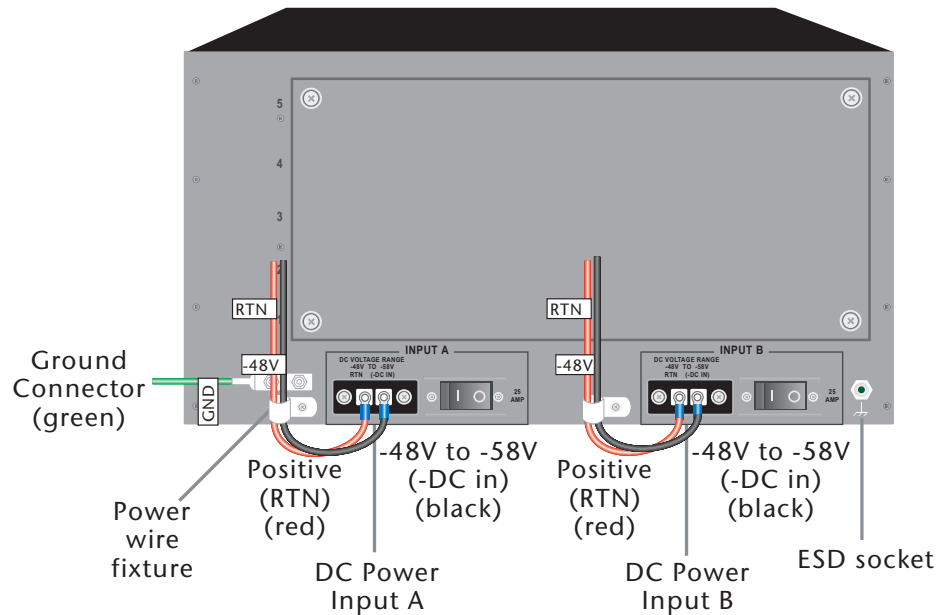 5
4
3
2
RTN
RTN
-48V
-48V
INPUT A
DC VOLTAGE RANGE
-48V TO -58V
RTN (-DC IN)
25
AMP
INPUT B
DC VOLTAGE RANGE
-48V TO -58V
RTN (-DC IN)
25
AMP
Ground
Connector
(green)
GND
Positive
(RTN)
(red)
-48V to -58V
(-DC in)
(black)
Positive
(RTN)
(red)
-48V to -58V
(-DC in)
(black)
Power
wire
fixture
DC Power
Input A
DC Power
Input B
ESD socket